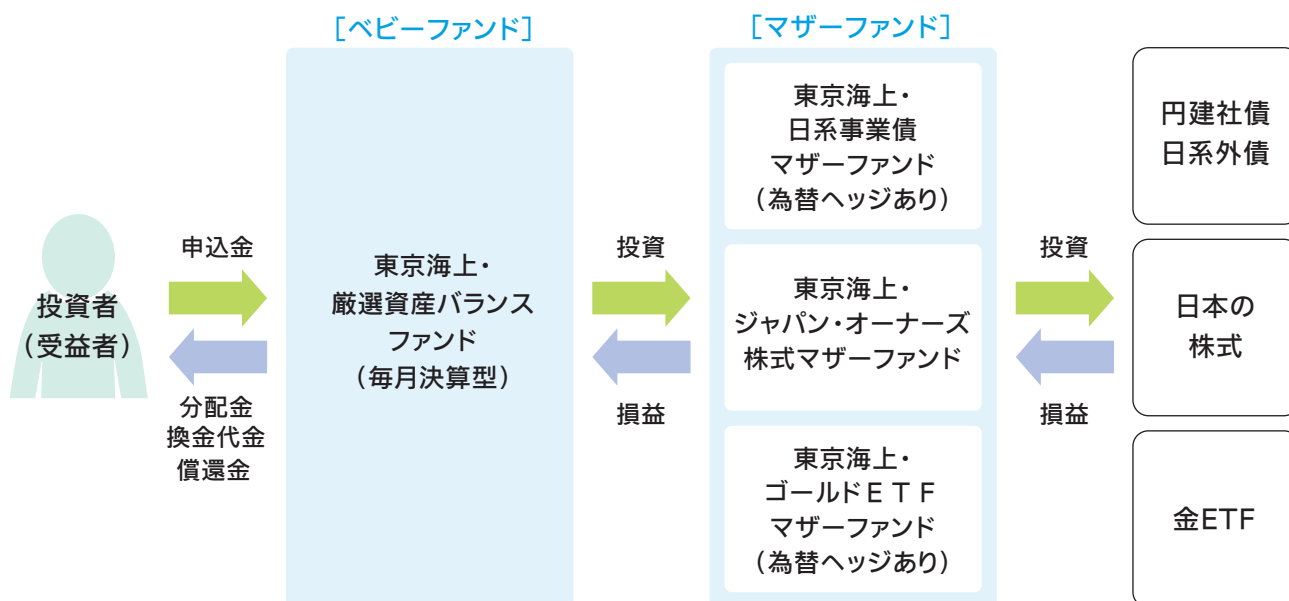 ［ベビーファンド］
［マザーファンド］
投資者
（受益者）
申込金
分配金
換金代金
償還金
東京海上・
厳選資産バランス
ファンド
（毎月決算型）
投資
損益
東京海上・
日系事業債
マザーファンド
（為替ヘッジあり）
東京海上・
ジャパン・オーナーズ
株式マザーファンド
東京海上・
ゴールドＥＴＦ
マザーファンド
（為替ヘッジあり）
投資
損益
円建社債
日系外債
日本の
株式
金ETF